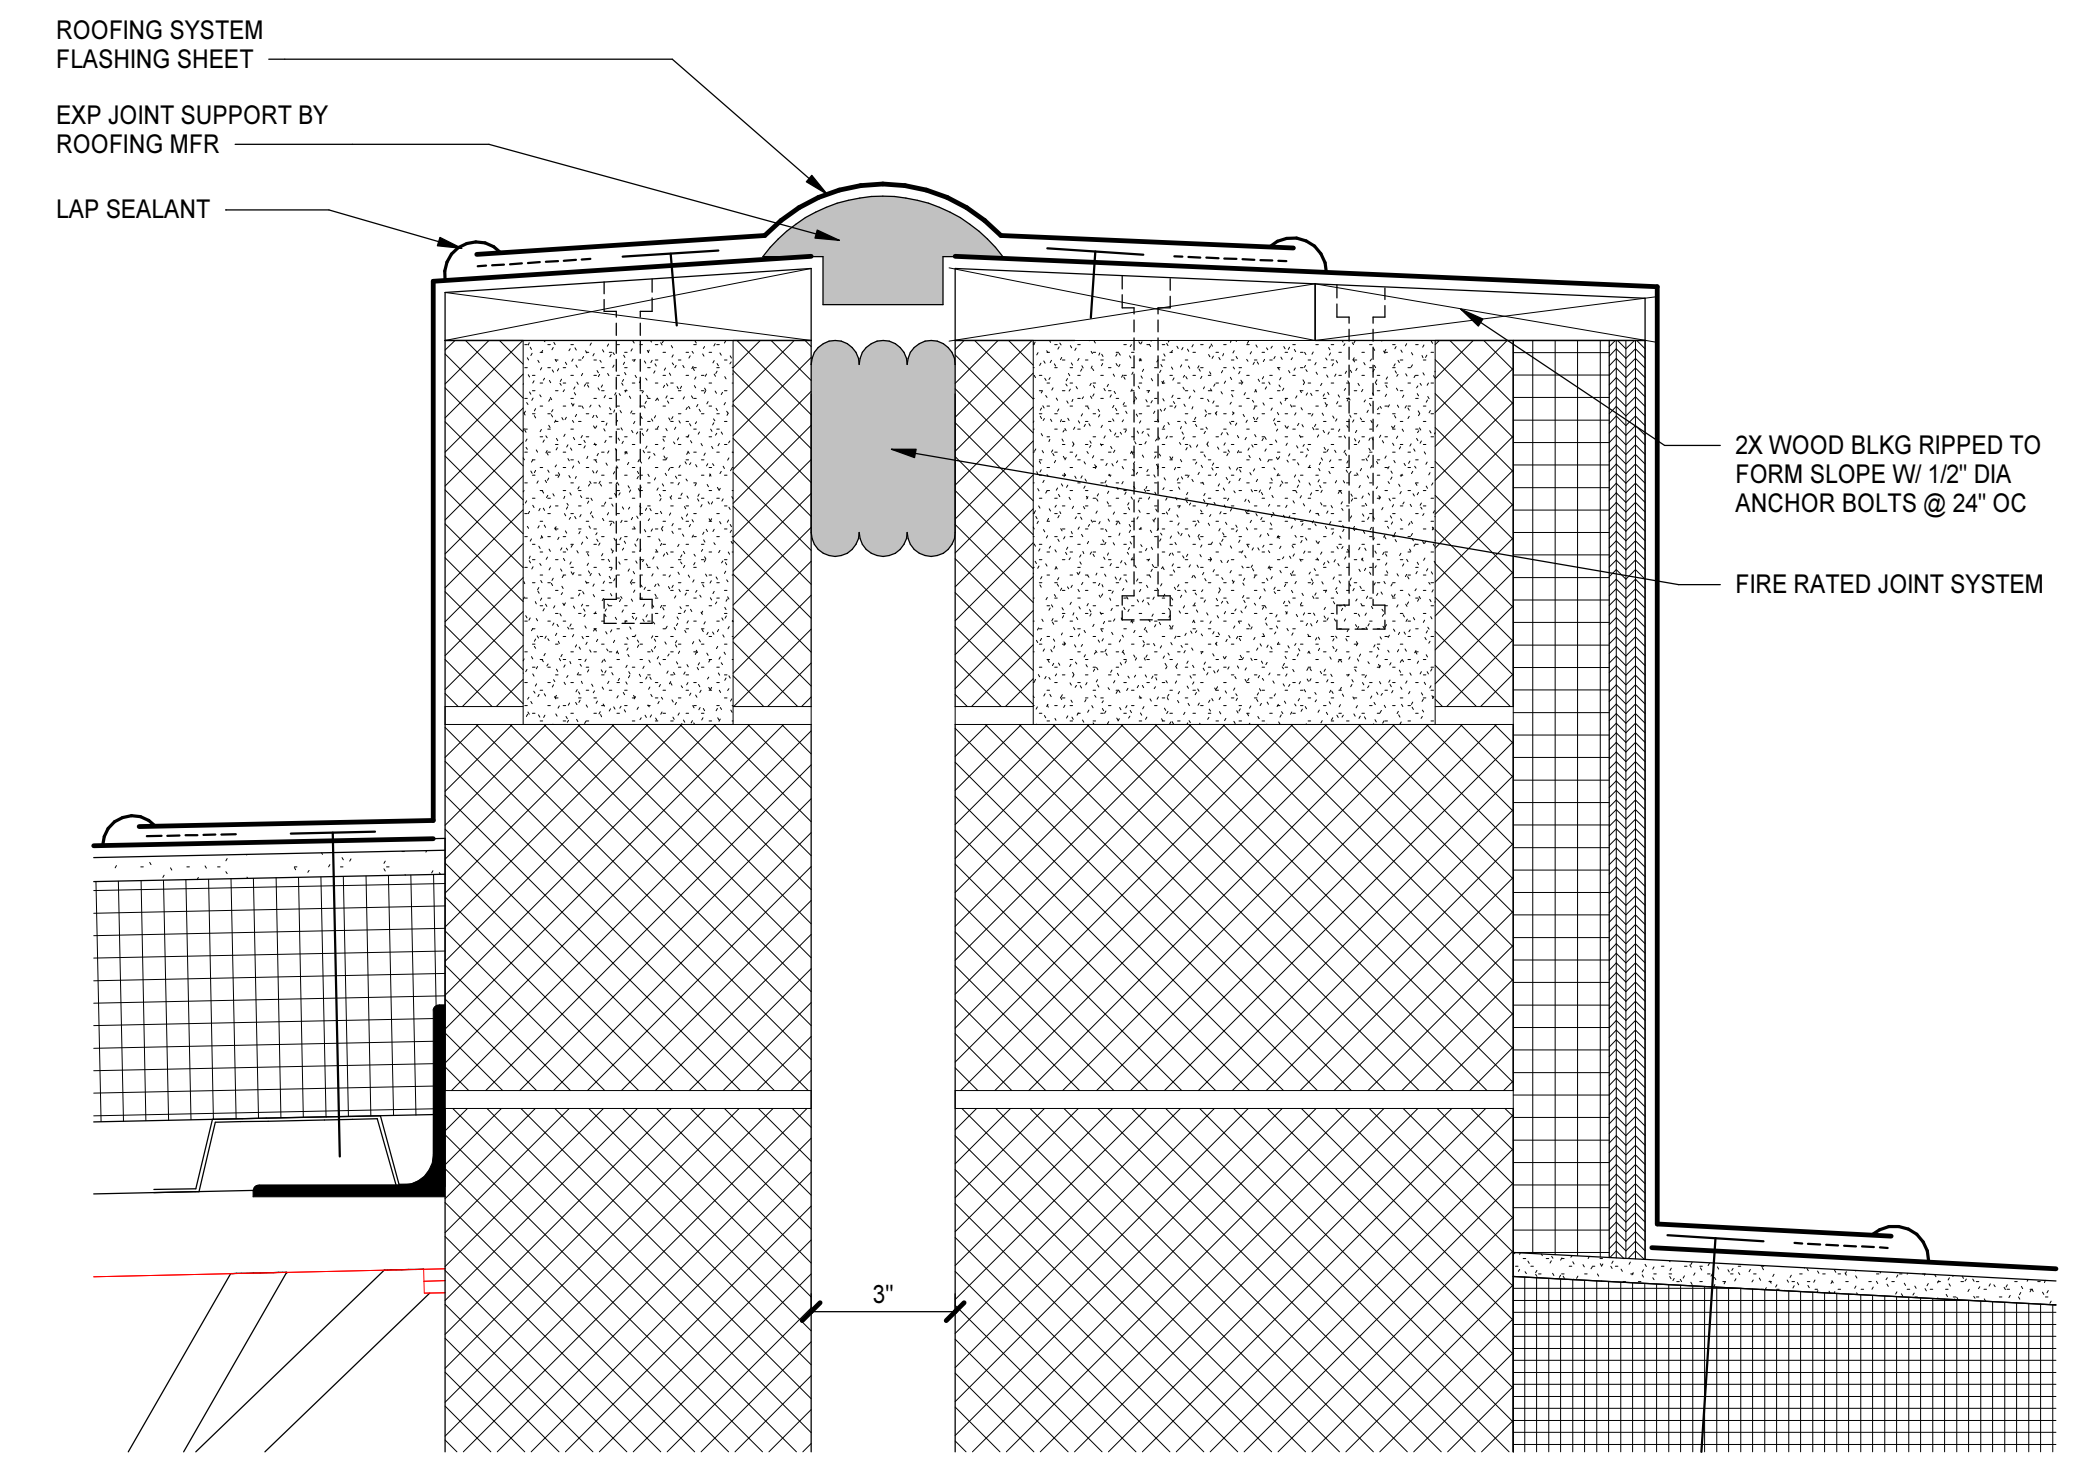 ROOFING SYSTEM
FLASHING SHEET
EXP JOINT SUPPORT BY
ROOFING MFR
LAP SEALANT
2X WOOD BLKG RIPPED TO
FORM SLOPE W/ 1/2" DIA
ANCHOR BOLTS @ 24" OC
FIRE RATED JOINT SYSTEM
3"